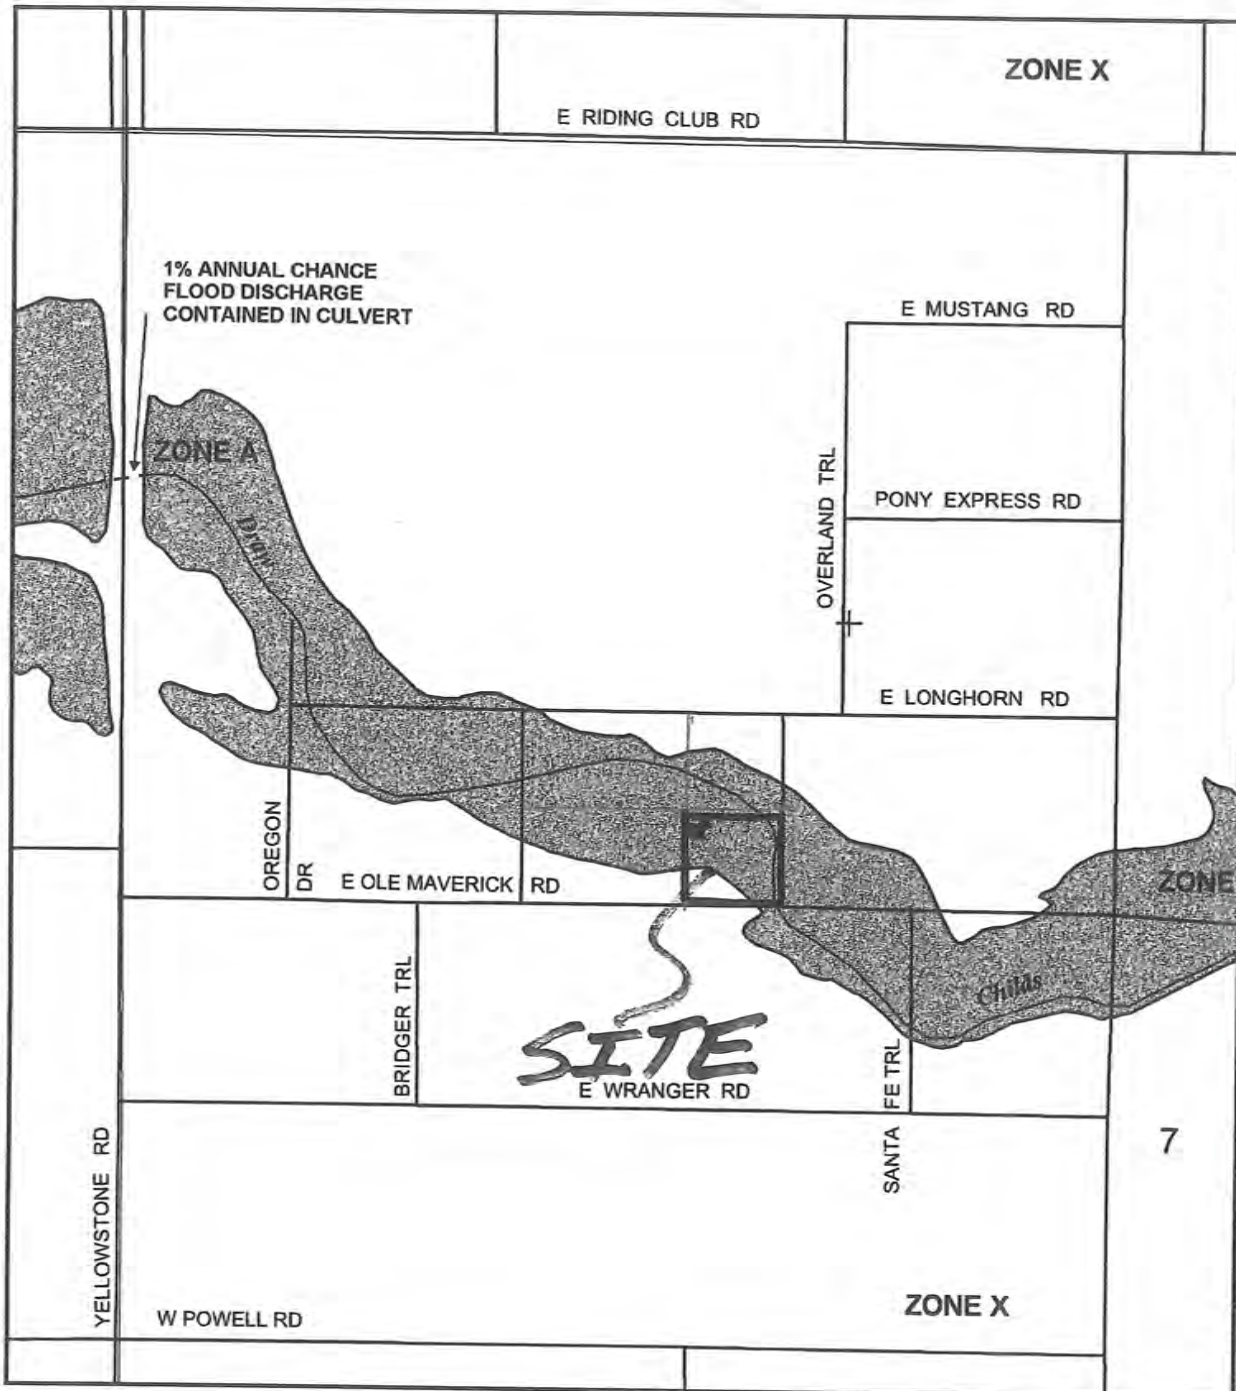 ZONE X
E RIDING CLUB RD
1% ANNUAL CHANCE
FLOOD DISCHARGE
CONTAINED IN CULVERT
E MUSTANG RD
ZONE A
OVERLAND TRL
PONY EXPRESS RD
Draw
E LONGHORN RD
OREGON
DR
E OLE MAVERICK RD
ZONE
BRIDGER TRL
Childs
SITE
E WRANGER RD
SANTA FE TRL
7
YELLOWSTONE RD
W POWELL RD
ZONE X